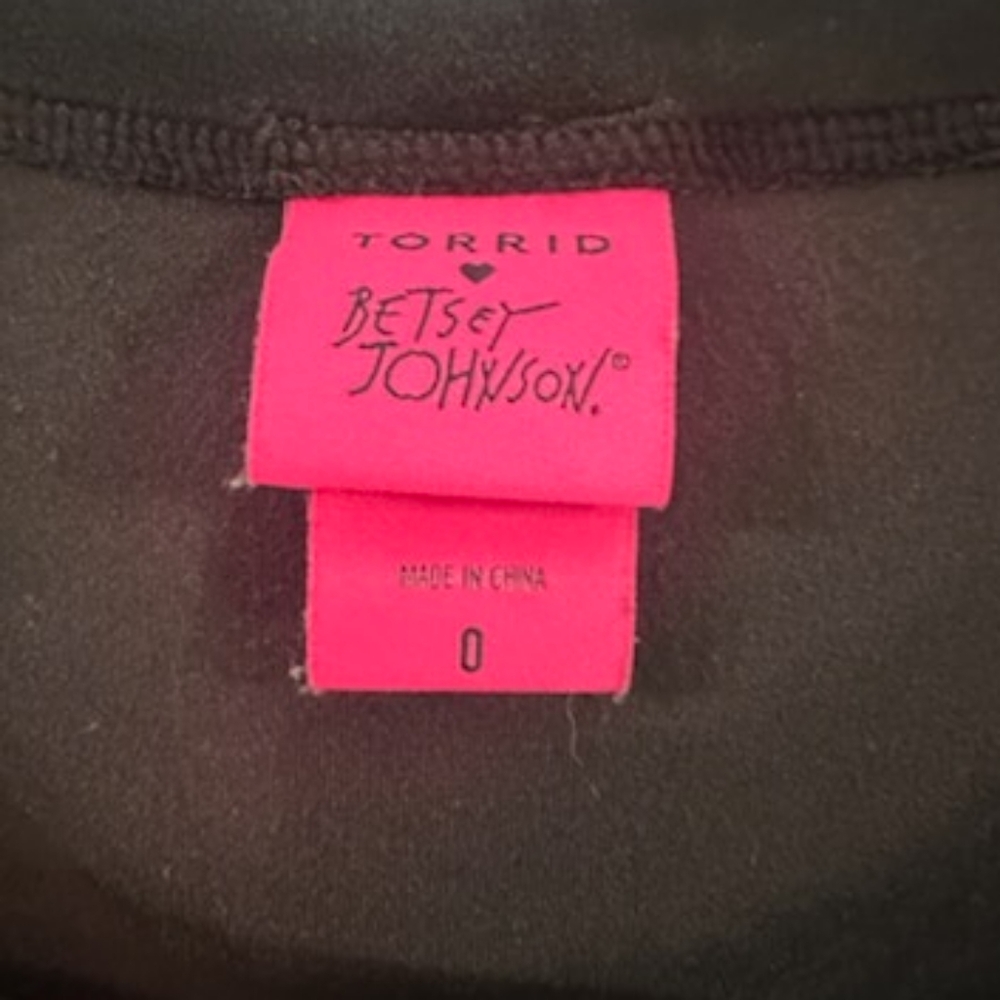 TORRID
BETSEY
JOHNSON.®
MADE IN CHINA
0